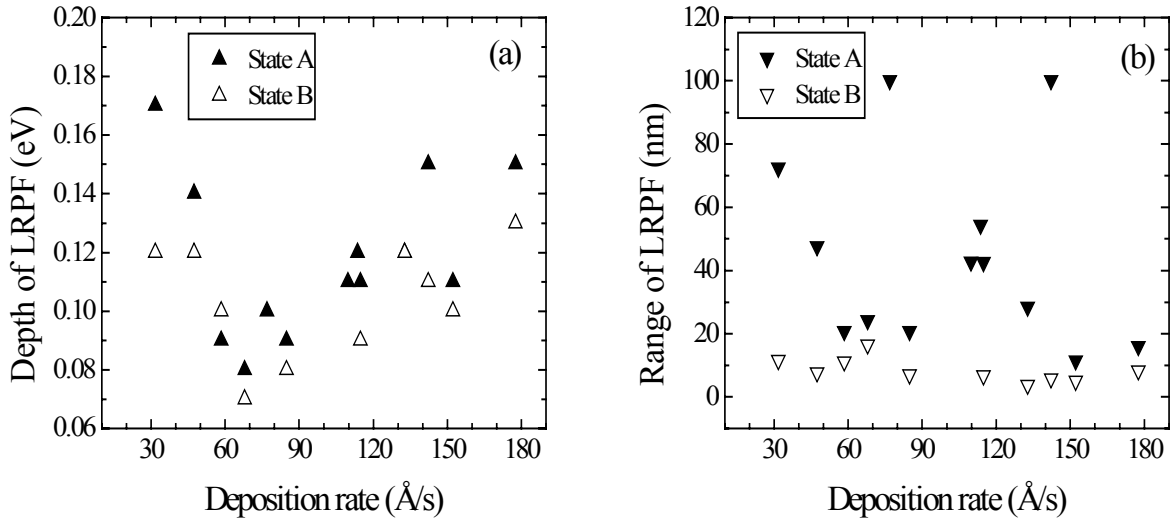 0.20
0.18
0.16
0.14
0.12
0.10
0.08
0.06
Depth of LRPF (eV)
State A
State B
(a)
30 60 90 120 150 180
Deposition rate (Å/s)
120
100
80
60
40
20
0
Range of LRPF (nm)
State A
State B
(b)
30 60 90 120 150 180
Deposition rate (Å/s)